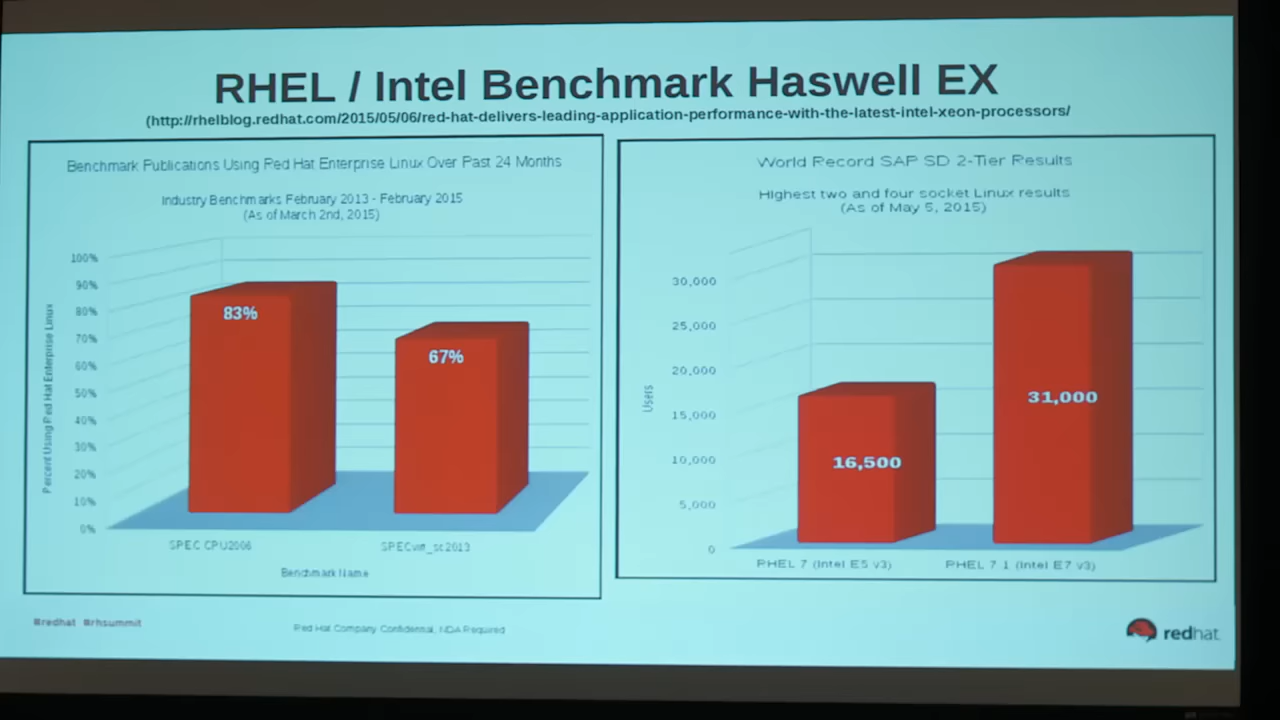 RHEL / Intel Benchmark Haswell EX
(http://rhelblog.redhat.com/2015/05/06/red-hat-delivers-leading-application-performance-with-the-latest-intel-xeon-processors/
Benchmark Publications Using Red Hat Enterprise Linux Over Past 24 Months
Industry Benchmarks February 2013 - February 2015
(As of March 2nd, 2015)
Percent Using Red Hat Enterprise Linux
100%
90%
80%
70%
60%
50%
40%
30%
20%
10%
0%
83%
67%
SPEC CPU2006
SPECvirt_sc2013
Benchmark Name
World Record SAP SD 2-Tier Results
Highest two and four socket Linux results
(As of May 5, 2015)
Users
30,000
25,000
20,000
15,000
10,000
5,000
0
16,500
31,000
RHEL 7 (Intel E5 v3)
RHEL 7.1 (Intel E7 v3)
#redhat #rhsummit
Red Hat Company Confidential, NDA Required
redhat.